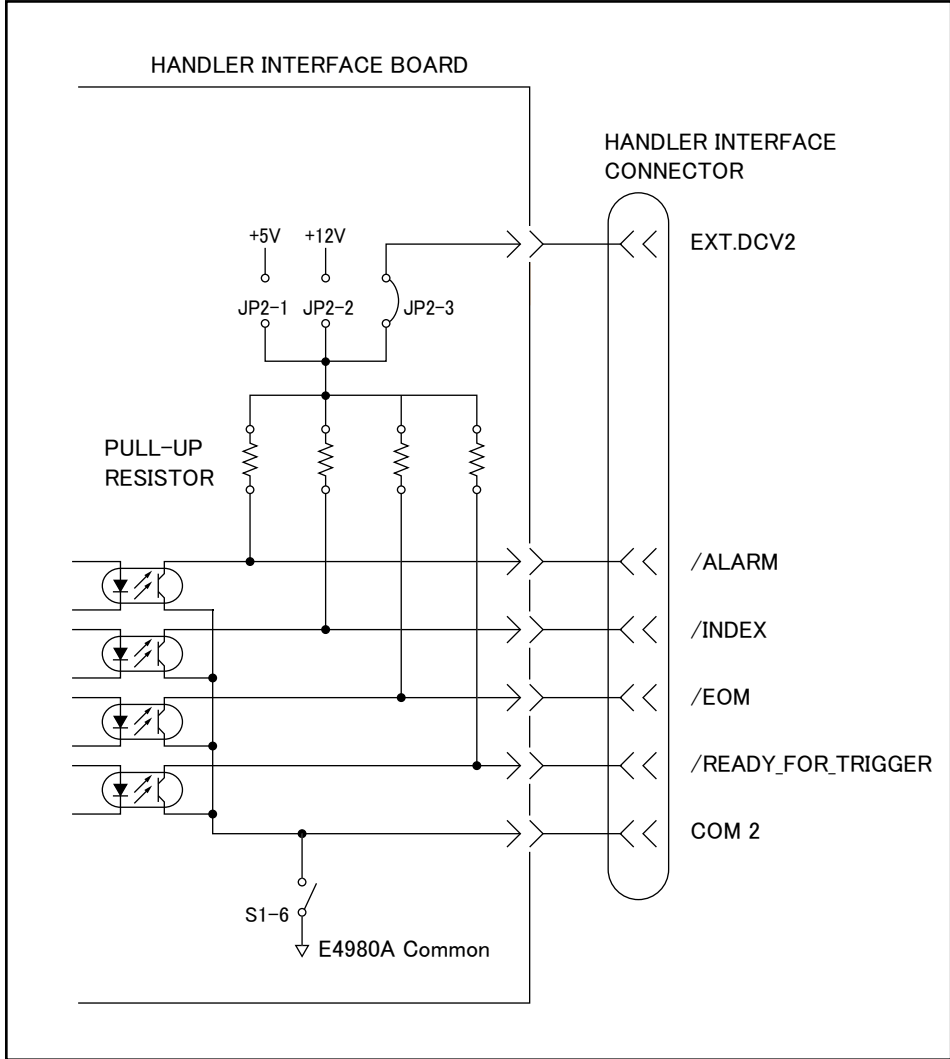 HANDLER INTERFACE BOARD
HANDLER INTERFACE
CONNECTOR
+5V +12V
EXT.DCV2
JP2-1 JP2-2 JP2-3
PULL-UP
RESISTOR
/ALARM
/INDEX
/EOM
/READY_FOR_TRIGGER
COM 2
S1-6
E4980A Common